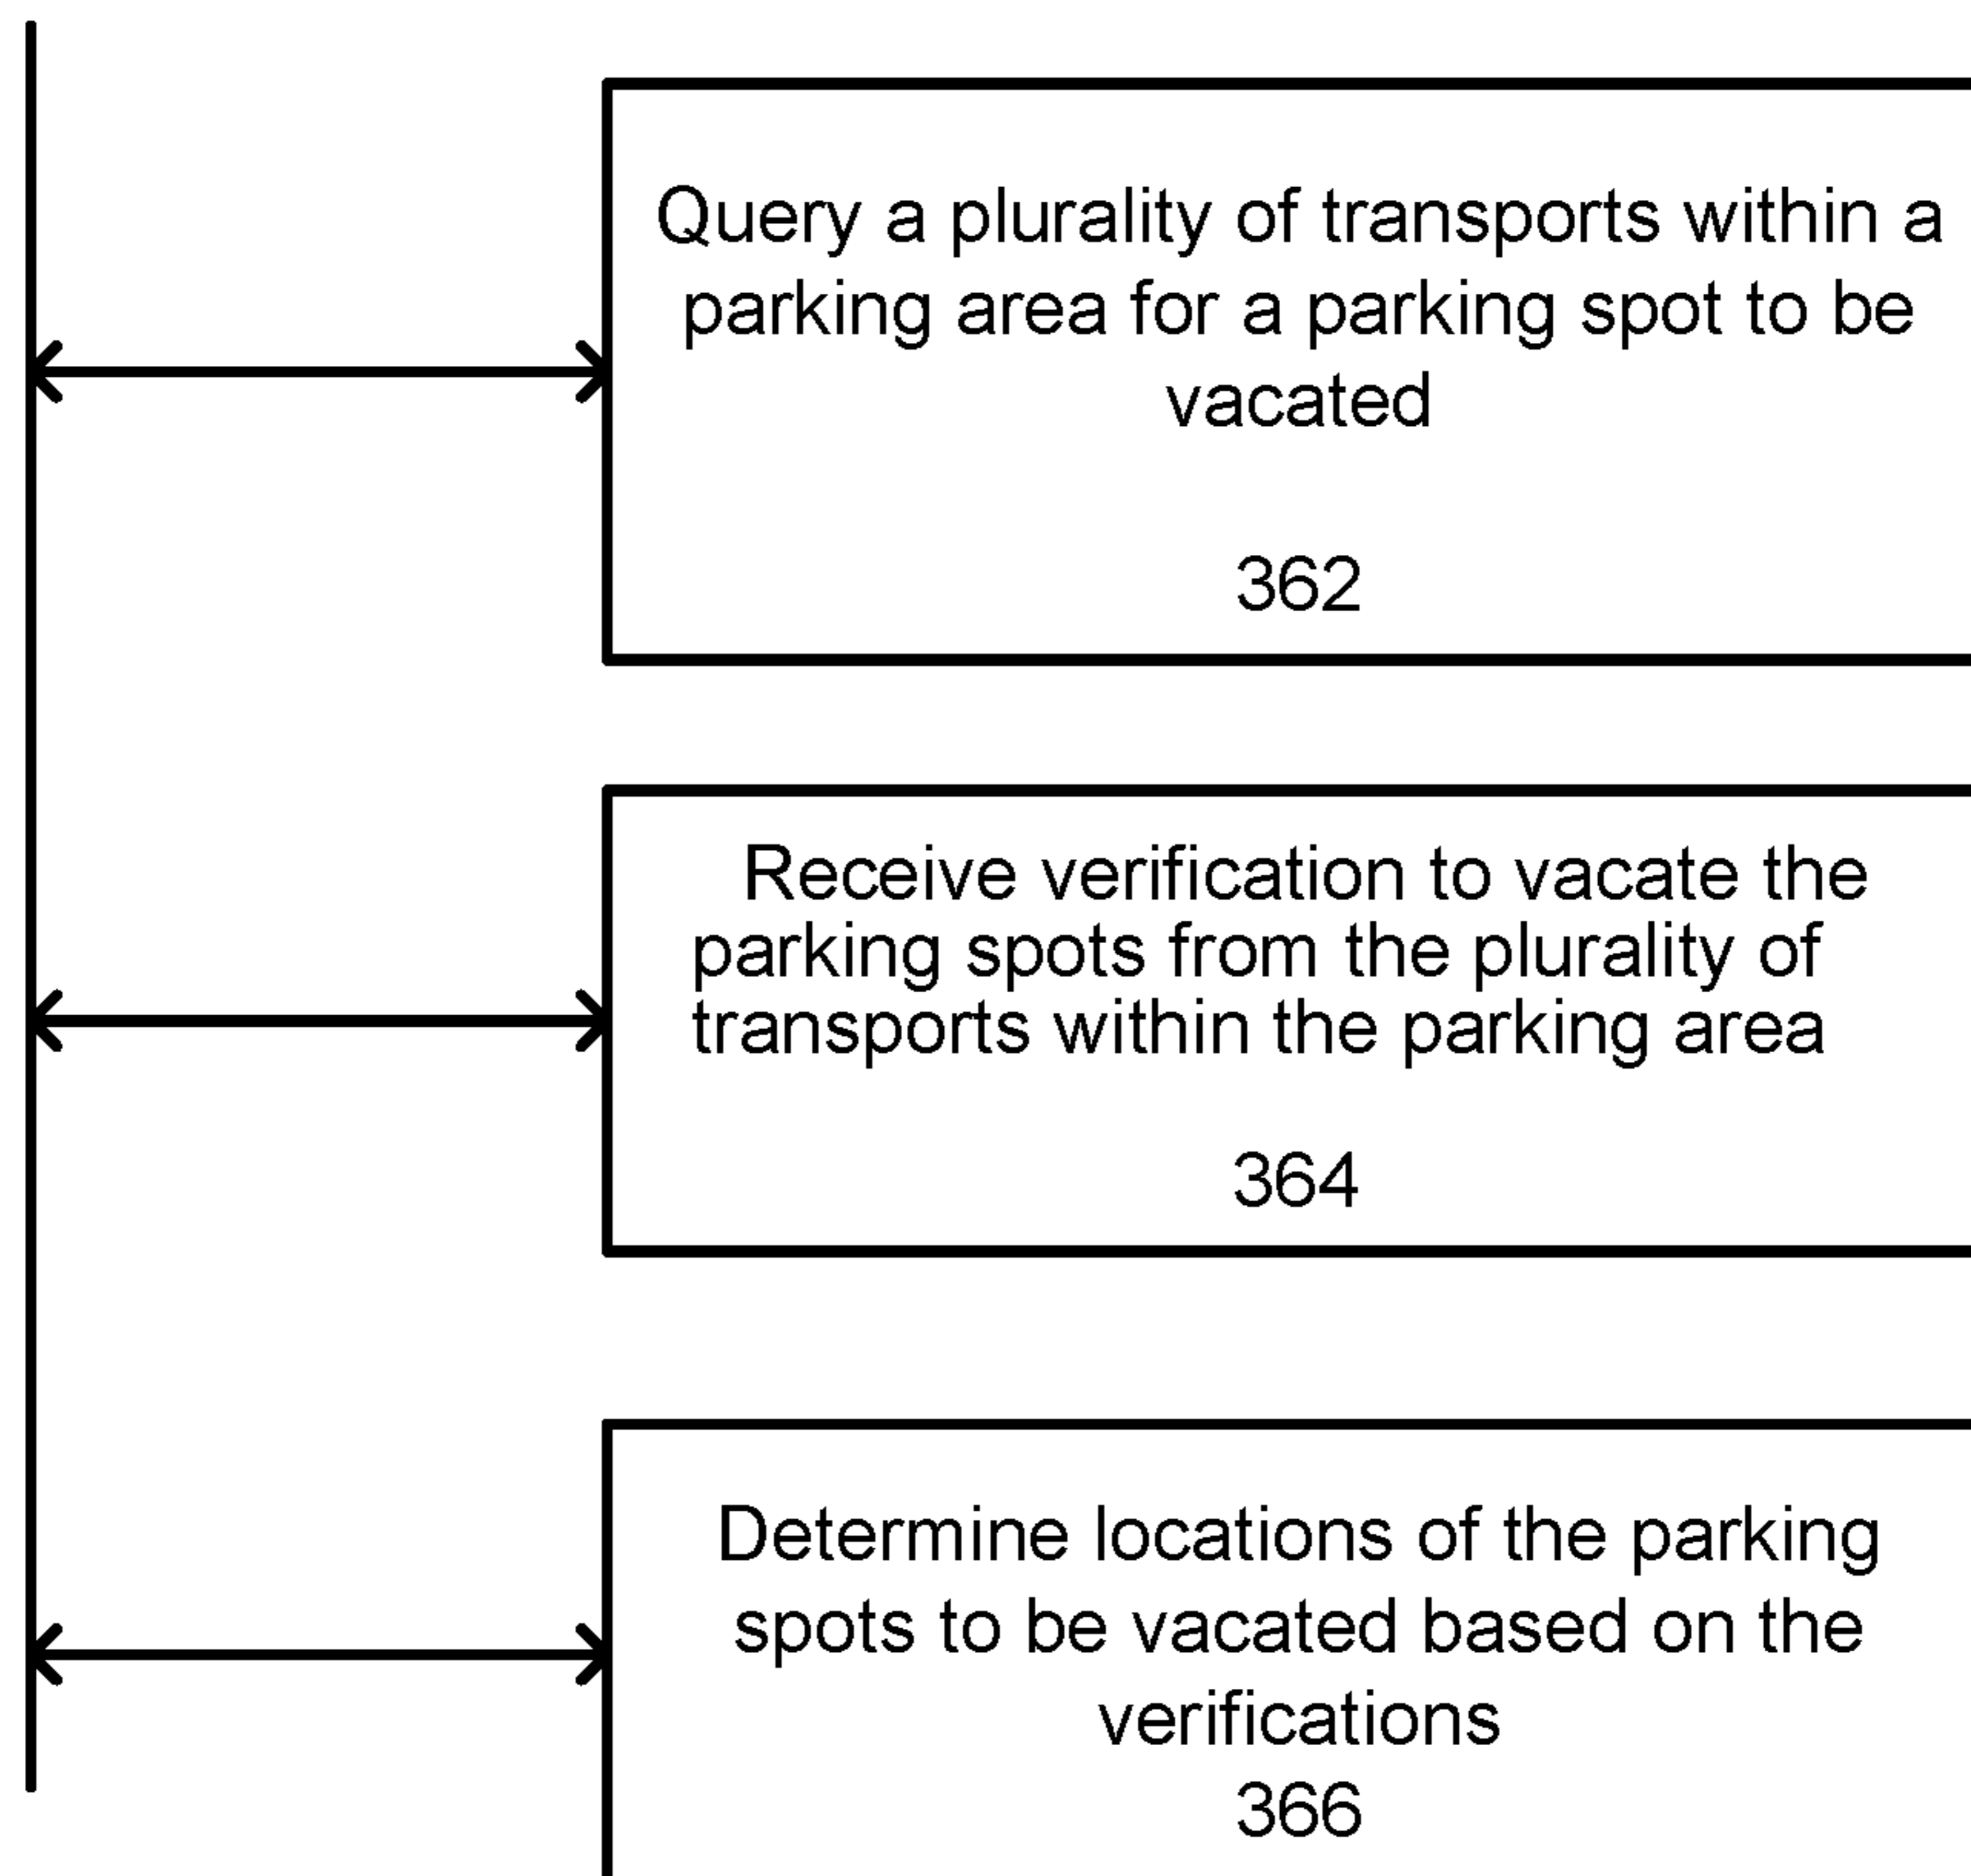 Query a plurality of transports within a
parking area for a parking spot to be
vacated
362
Receive verification to vacate the
parking spots from the plurality of
transports within the parking area
364
Determine locations of the parking
spots to be vacated based on the
verifications
366